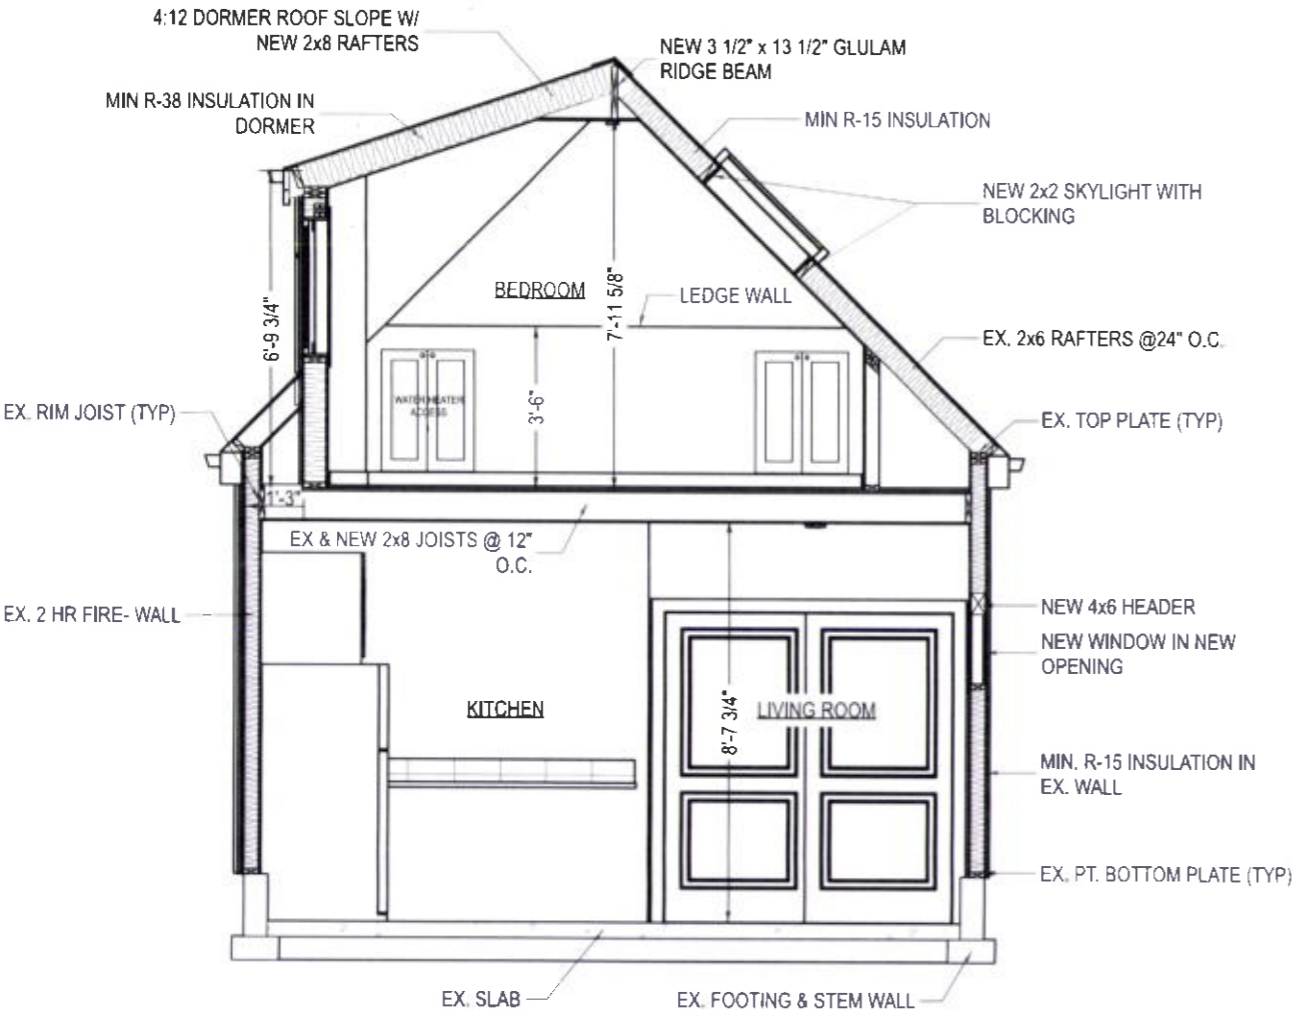 4:12 DORMER ROOF SLOPE W/
NEW 2x8 RAFTERS
NEW 3 1/2" x 13 1/2" GLULAM
RIDGE BEAM
MIN R-38 INSULATION IN
DORMER
MIN R-15 INSULATION
NEW 2x2 SKYLIGHT WITH
BLOCKING
BEDROOM
LEDGE WALL
7'-11 5/8"
6'-9 3/4"
EX. 2x6 RAFTERS @24" O.C.
WATER HEATER
ACCESS
3'-6"
EX. RIM JOIST (TYP)
EX. TOP PLATE (TYP)
1'-3"
EX & NEW 2x8 JOISTS @ 12"
O.C.
EX. 2 HR FIRE- WALL
NEW 4x6 HEADER
NEW WINDOW IN NEW
OPENING
KITCHEN
8'-7 3/4"
LIVING ROOM
MIN. R-15 INSULATION IN
EX. WALL
EX. PT. BOTTOM PLATE (TYP)
EX. SLAB
EX. FOOTING & STEM WALL